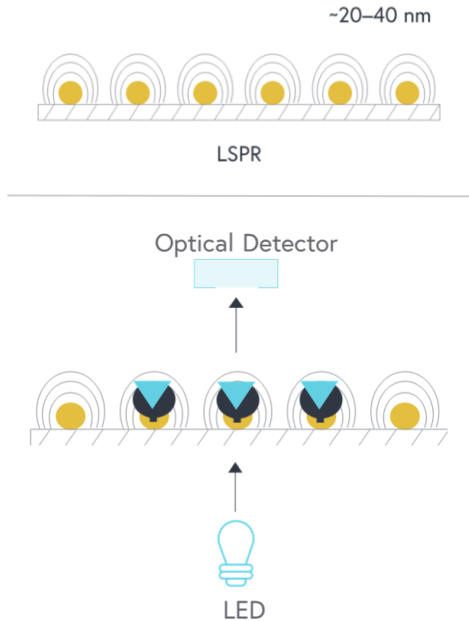 ~20–40 nm
LSPR
Optical Detector
LED